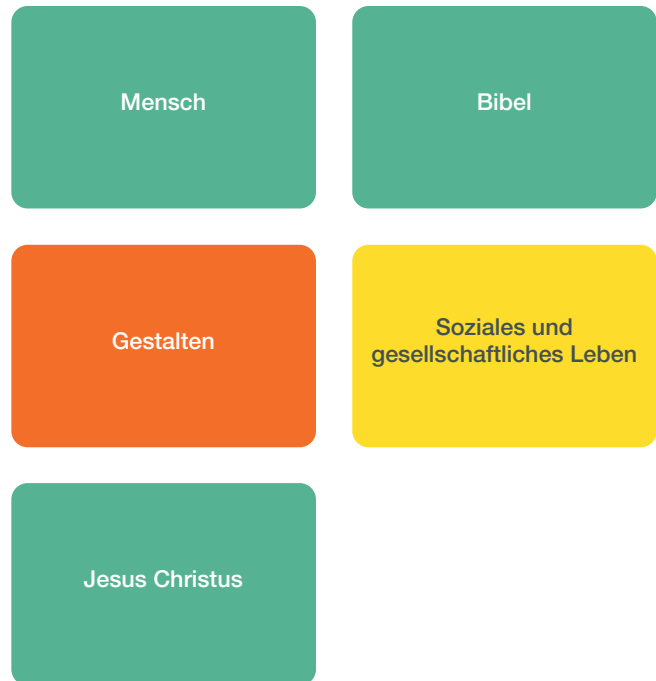 Mensch
Bibel
Gestalten
Soziales und
gesellschaftliches Leben
Jesus Christus